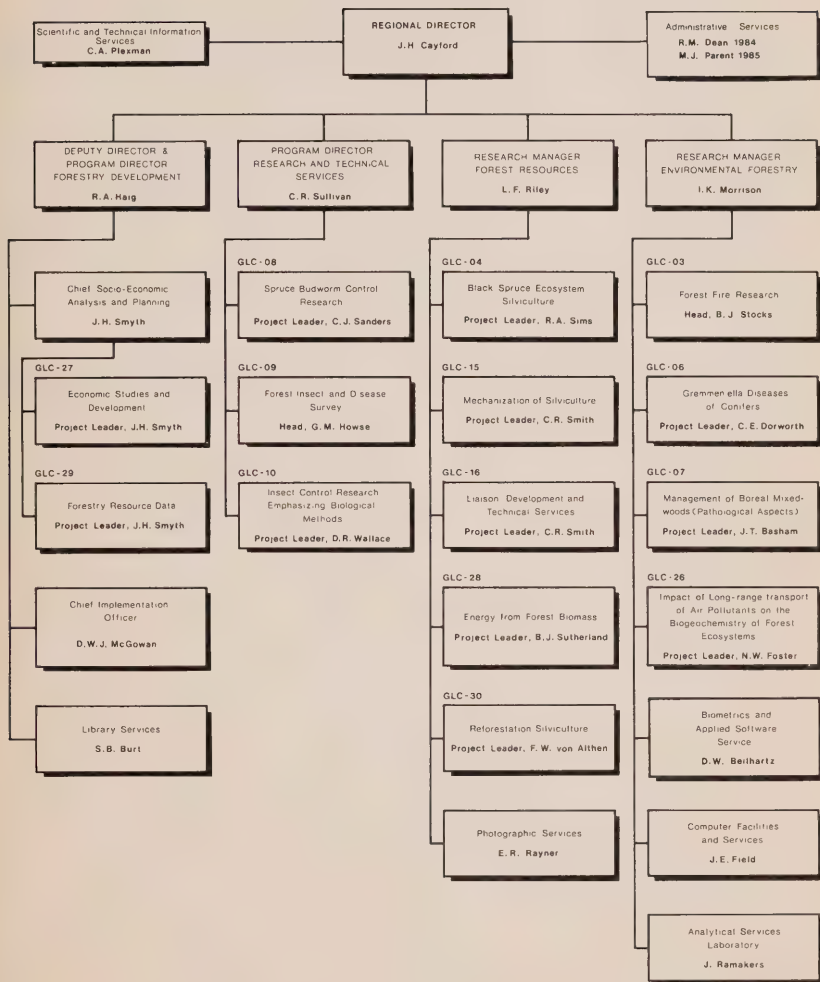 Scientific and Technical Information
Services
C.A. Plexman
REGIONAL DIRECTOR
J.H Cayford
Administrative Services
R.M. Dean 1984
M.J. Parent 1985
DEPUTY DIRECTOR &
PROGRAM DIRECTOR
FORESTRY DEVELOPMENT
R.A. Haig
PROGRAM DIRECTOR
RESEARCH AND TECHNICAL
SERVICES
C.R. Sullivan
RESEARCH MANAGER
FOREST RESOURCES
L.F. Riley
RESEARCH MANAGER
ENVIRONMENTAL FORESTRY
I.K. Morrison
Chief Socio-Economic
Analysis and Planning
J.H. Smyth
GLC-27
Economic Studies and
Development
Project Leader, J.H. Smyth
GLC-29
Forestry Resource Data
Project Leader, J.H. Smyth
Chief Implementation
Officer
D.W.J. McGowan
Library Services
S.B. Burt
GLC-08
Spruce Budworm Control
Research
Project Leader, C.J. Sanders
GLC-09
Forest Insect and Disease
Survey
Head, G.M. Howse
GLC-10
Insect Control Research
Emphasizing Biological
Methods
Project Leader, D.R. Wallace
GLC-04
Black Spruce Ecosystem
Silviculture
Project Leader, R.A. Sims
GLC-15
Mechanization of Silviculture
Project Leader, C.R. Smith
GLC-16
Liaison Development and
Technical Services
Project Leader, C.R. Smith
GLC-28
Energy from Forest Biomass
Project Leader, B.J. Sutherland
GLC-30
Reforestation Silviculture
Project Leader, F.W. von Althen
Photographic Services
E.R. Rayner
GLC-03
Forest Fire Research
Head, B.J Stocks
GLC-06
Gremmeniella Diseases
of Conifers
Project Leader, C.E. Dorworth
GLC-07
Management of Boreal Mixed-
woods (Pathological Aspects)
Project Leader, J.T. Basham
GLC-26
Impact of Long-range transport
of Air Pollutants on the
Biogeochemistry of Forest
Ecosystems
Project Leader, N.W. Foster
Biometrics and
Applied Software
Service
D.W. Beilhartz
Computer Facilities
and Services
J.E. Field
Analytical Services
Laboratory
J. Ramakers